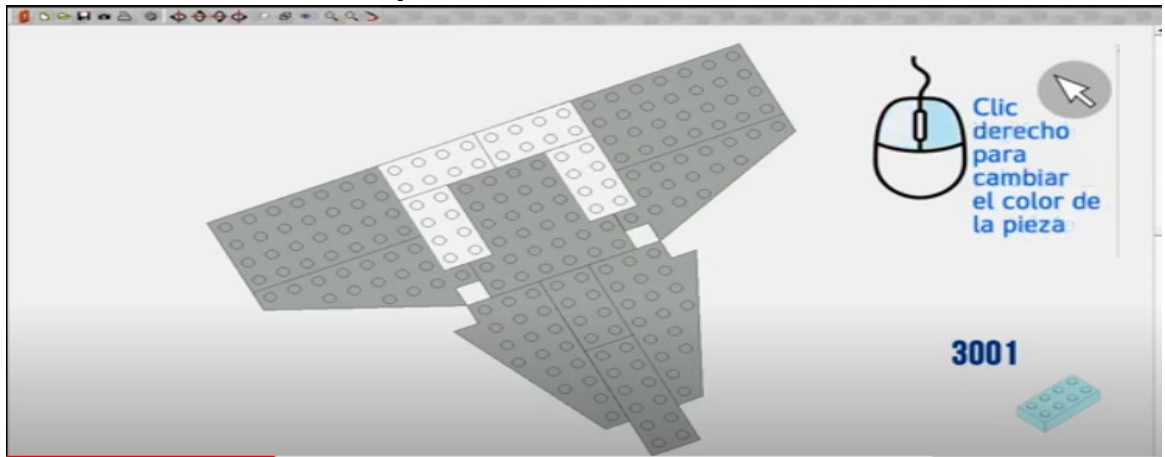 Clic
derecho
para
cambiar
el color de
la pieza
3001